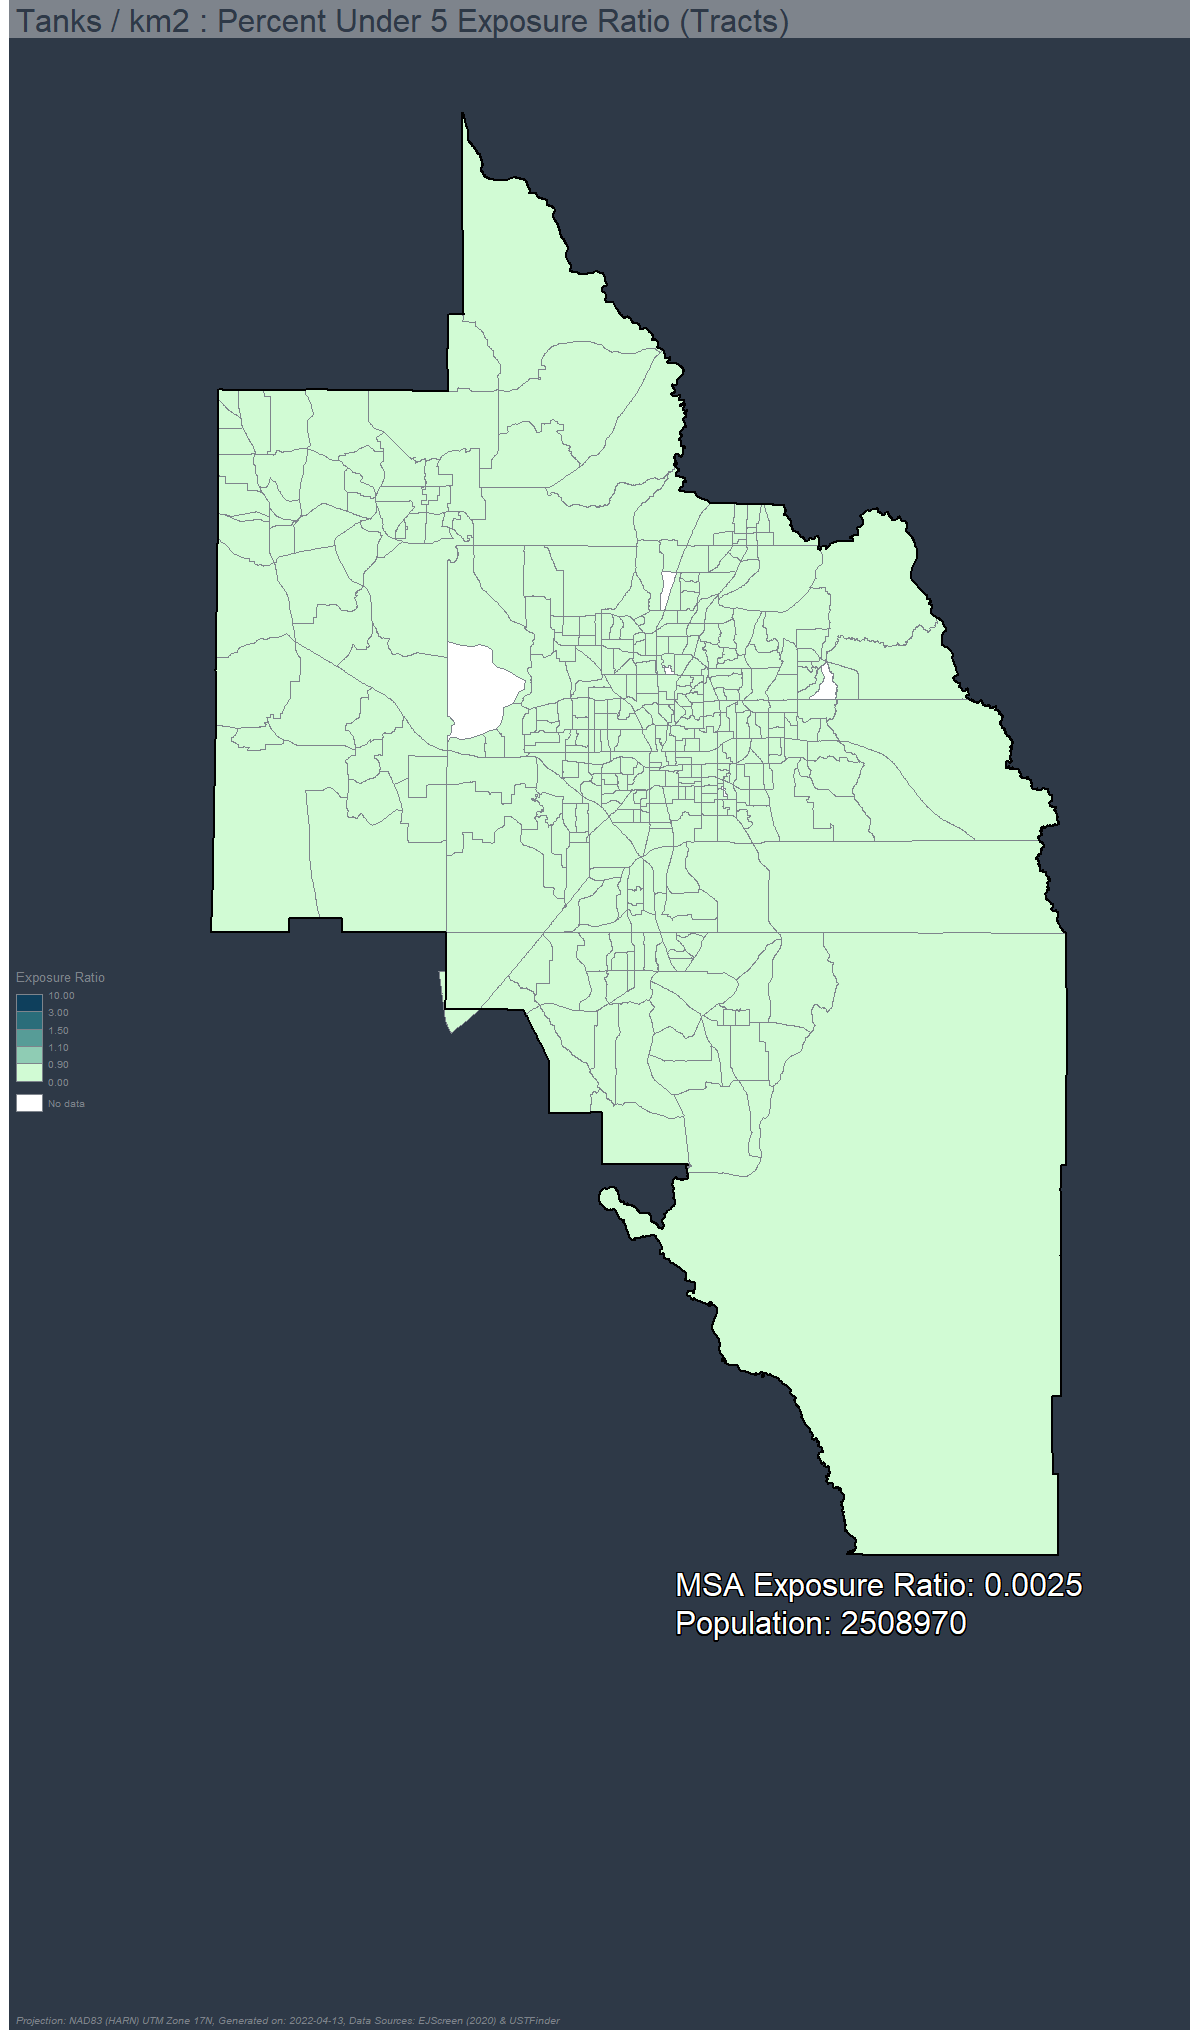 Tanks / km2 : Percent Under 5 Exposure Ratio (Tracts)
Exposure Ratio
10.00
3.00
1.50
1.10
0.90
0.00
No data
MSA Exposure Ratio: 0.0025
Population: 2508970
Projection: NAD83 (HARN) UTM Zone 17N, Generated on: 2022-04-13, Data Sources: EJScreen (2020) & USTFinder